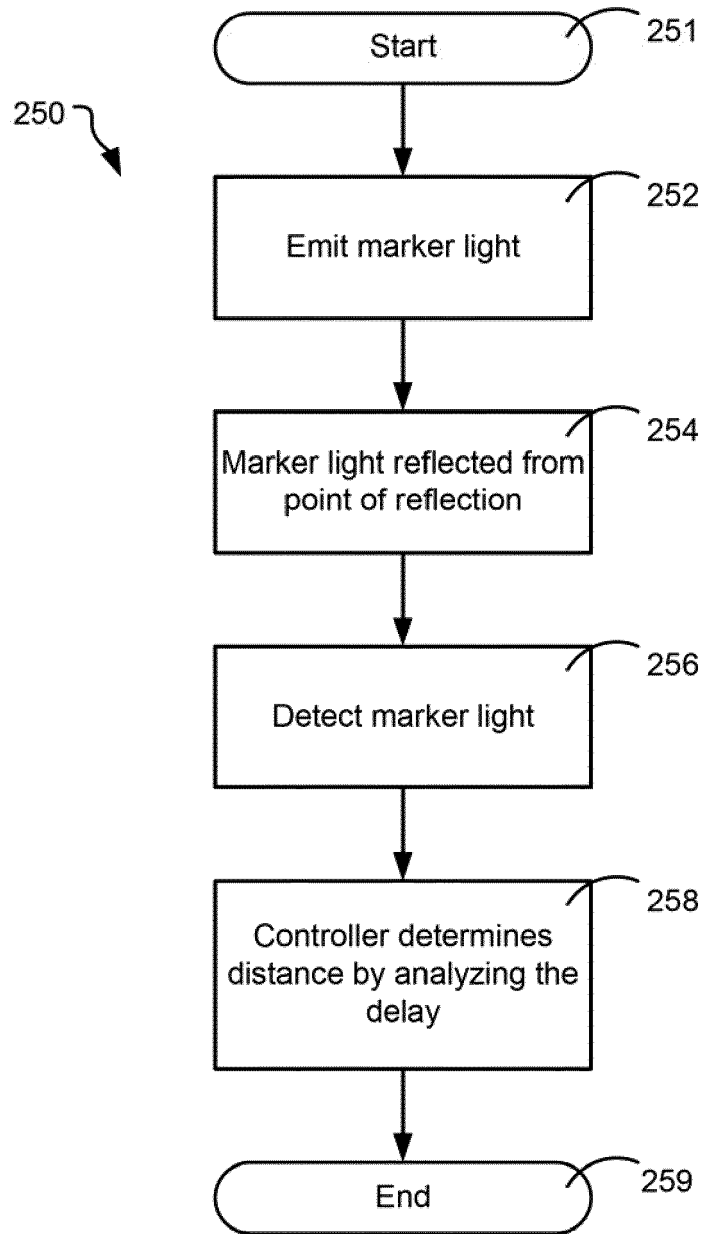 Start
251
250
252
Emit marker light
254
Marker light reflected from
point of reflection
256
Detect marker light
258
Controller determines
distance by analyzing the
delay
End
259